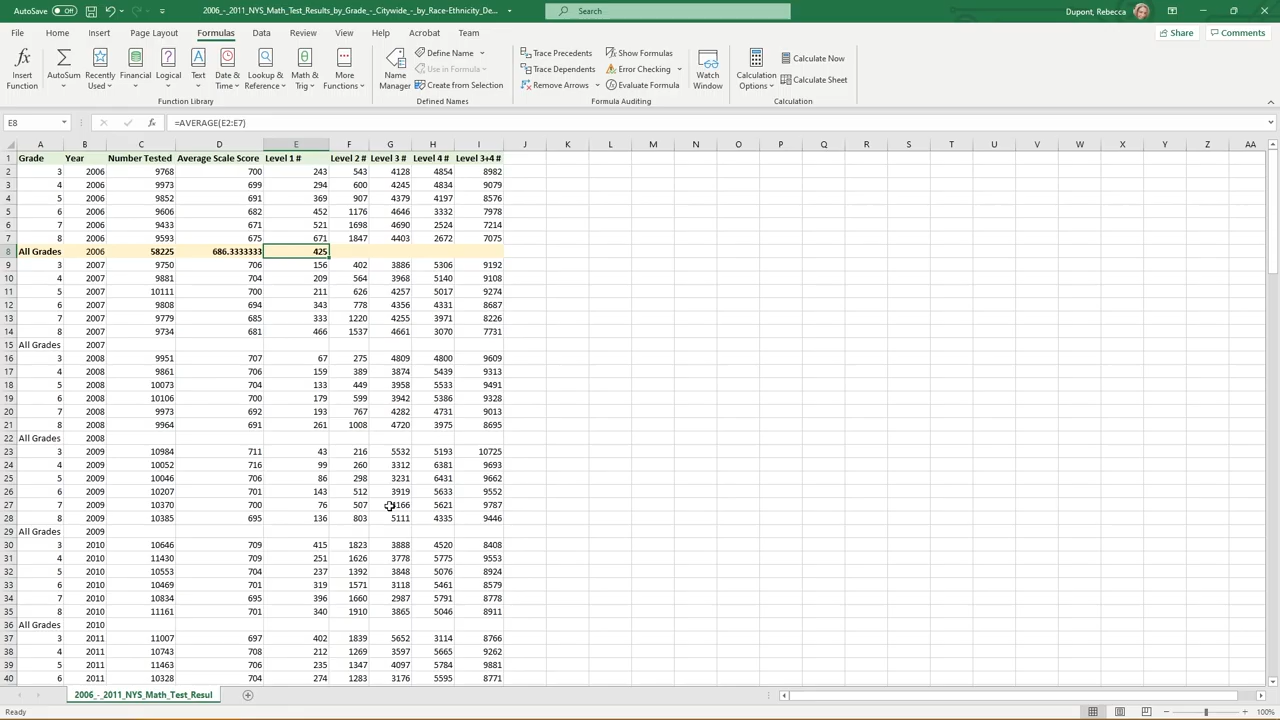 AutoSave Off 2006_-_2011_NYS_Math_Test_Results_by_Grade_-_Citywide_-_by_Race-Ethnicity_De... Search Dupont, Rebecca
File Home Insert Page Layout Formulas Data Review View Help Acrobat Team Share Comments
fx Σ ? A θ Define Name Trace Precedents Show Formulas Calculate Now
Use in Formula Trace Dependents Error Checking
Insert Function AutoSum Recently Used Financial Logical Text Date & Time Lookup & Reference Math & Trig More Functions Name Manager Create from Selection Remove Arrows Evaluate Formula Watch Window Calculation Options Calculate Sheet
Function Library Defined Names Formula Auditing Calculation
E8 fx =AVERAGE(E2:E7)
A B C D E F G H I J K L M N O P Q R S T U V W X Y Z AA
1 Grade Year Number Tested Average Scale Score Level 1 # Level 2 # Level 3 # Level 4 # Level 3+4 #
2 3 2006 9768 700 243 543 4128 4854 8982
3 4 2006 9973 699 294 600 4245 4834 9079
4 5 2006 9852 691 369 907 4379 4197 8576
5 6 2006 9606 682 452 1176 4646 3332 7978
6 7 2006 9433 671 521 1698 4690 2524 7214
7 8 2006 9593 675 671 1847 4403 2672 7075
8 All Grades 2006 58225 686.3333333 425
9 3 2007 9750 706 156 402 3886 5306 9192
10 4 2007 9881 704 209 564 3968 5140 9108
11 5 2007 10111 700 211 626 4257 5017 9274
12 6 2007 9808 694 343 778 4356 4331 8687
13 7 2007 9779 685 333 1220 4255 3971 8226
14 8 2007 9734 681 466 1537 4661 3070 7731
15 All Grades 2007
16 3 2008 9951 707 67 275 4809 4800 9609
17 4 2008 9861 706 159 389 3874 5439 9313
18 5 2008 10073 704 133 449 3958 5533 9491
19 6 2008 10106 700 179 599 3942 5386 9328
20 7 2008 9973 692 193 767 4282 4731 9013
21 8 2008 9964 691 261 1008 4720 3975 8695
22 All Grades 2008
23 3 2009 10984 711 43 216 5532 5193 10725
24 4 2009 10052 716 99 260 3312 6381 9693
25 5 2009 10046 706 86 298 3231 6431 9662
26 6 2009 10207 701 143 512 3919 5633 9552
27 7 2009 10370 700 76 507 5621 9787
28 8 2009 10385 695 136 803 5111 4335 9446
29 All Grades 2009
30 3 2010 10646 709 415 1823 3888 4520 8408
31 4 2010 11430 709 251 1626 3778 5775 9553
32 5 2010 10553 704 237 1392 3848 5076 8924
33 6 2010 10469 701 319 1571 3118 5461 8579
34 7 2010 10834 695 396 1660 2987 5791 8778
35 8 2010 11161 701 340 1910 3865 5046 8911
36 All Grades 2010
37 3 2011 11007 697 402 1839 5652 3114 8766
38 4 2011 10743 708 212 1269 3597 5665 9262
39 5 2011 11463 706 235 1347 4097 5784 9881
40 6 2011 10328 704 274 1283 3176 5595 8771
2006_-_2011_NYS_Math_Test_Resul
Ready 100%